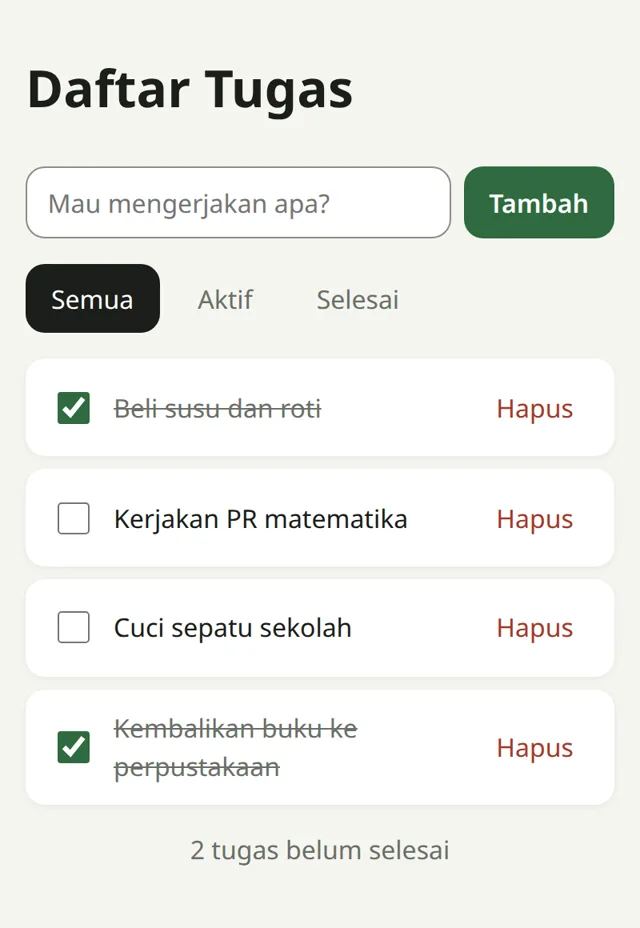 Daftar Tugas
Mau mengerjakan apa? Tambah
Semua Aktif Selesai
Beli susu dan roti Hapus
Kerjakan PR matematika Hapus
Cuci sepatu sekolah Hapus
Kembalikan buku ke
perpustakaan Hapus
2 tugas belum selesai